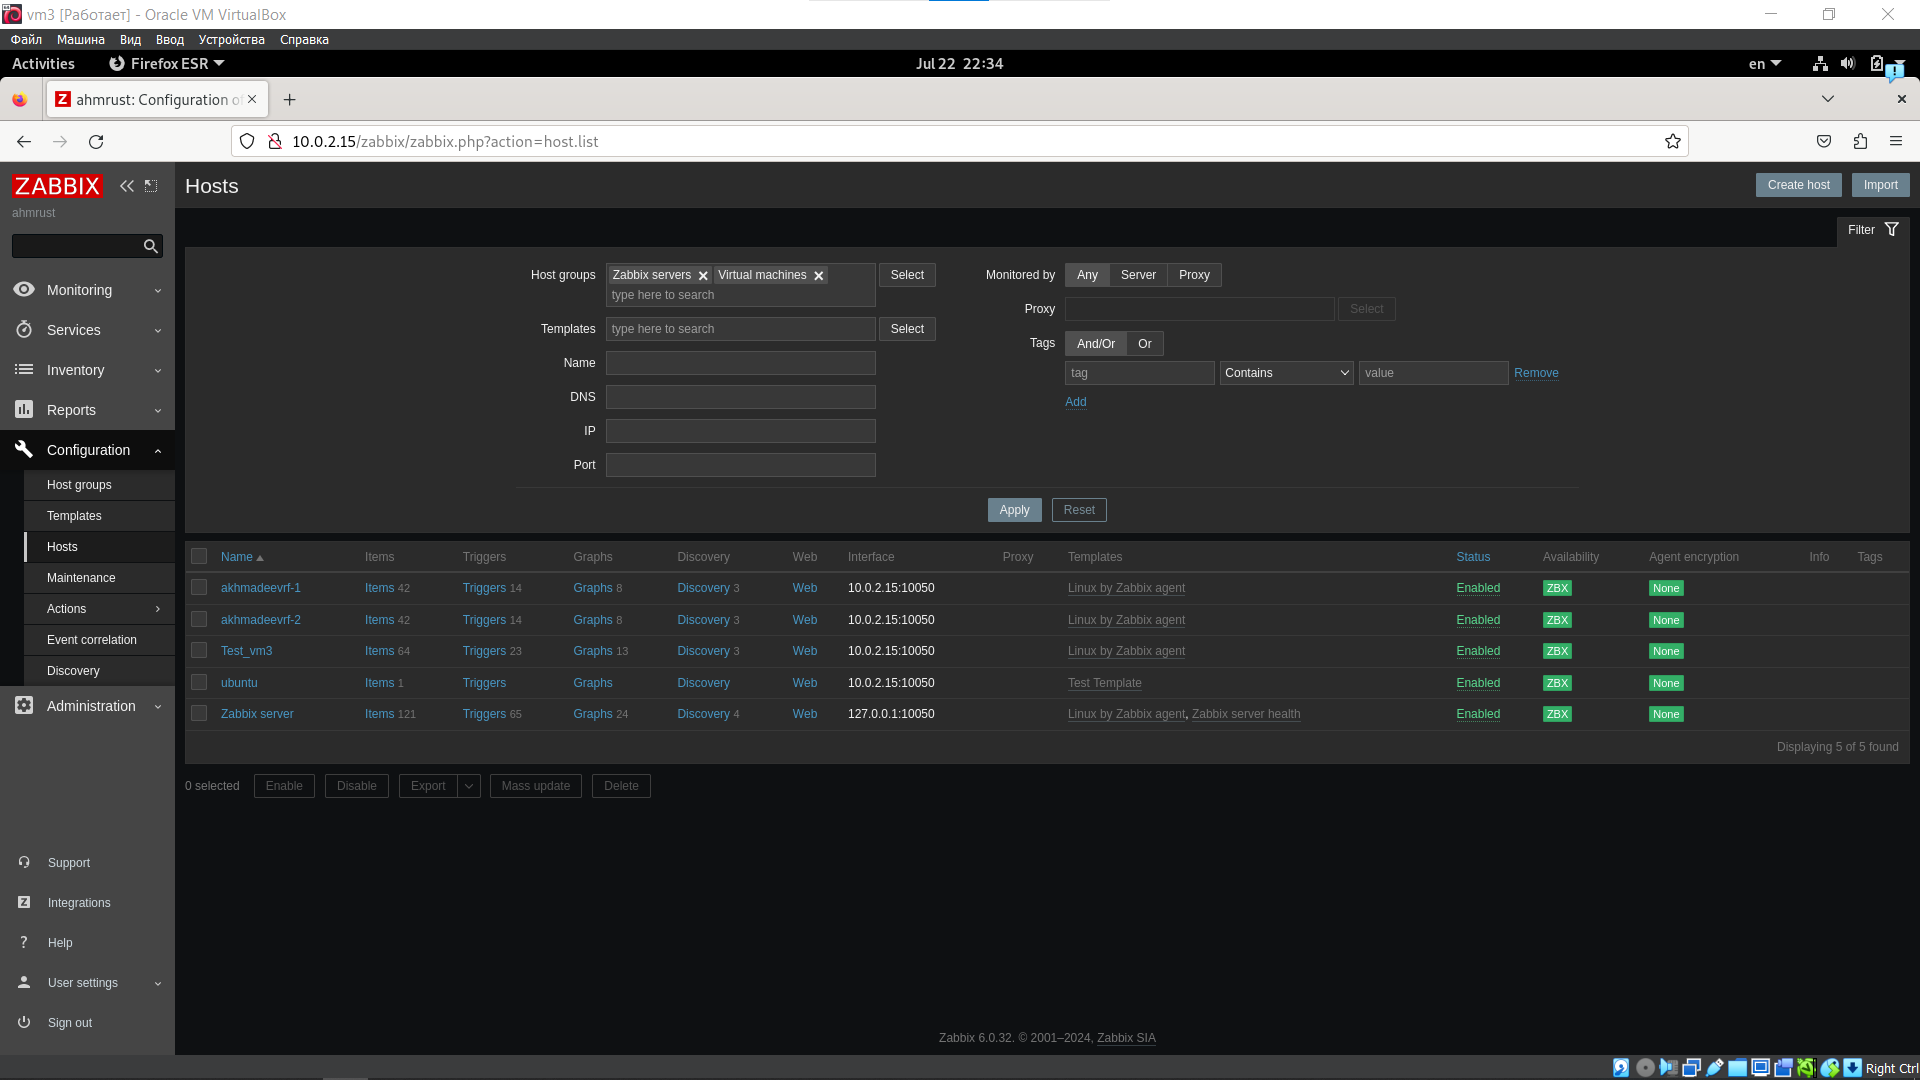 vm3 [Работает] - Oracle VM VirtualBox
Файл Машина Вид Ввод Устройства Справка
Activities Firefox ESR Jul 22 22:34 en
ahmrust: Configuration of
10.0.2.15/zabbix/zabbix.php?action=host.list
ZABBIX
ahmrust
Monitoring
Services
Inventory
Reports
Configuration
Host groups
Templates
Hosts
Maintenance
Actions
Event correlation
Discovery
Administration
Support
Integrations
Help
User settings
Sign out
Hosts Create host Import
Filter
Host groups Zabbix servers Virtual machines Select
type here to search
Templates type here to search Select
Name
DNS
IP
Port
Monitored by Any Server Proxy
Proxy Select
Tags And/Or Or
tag Contains value Remove
Add
Apply Reset
Name Items Triggers Graphs Discovery Web Interface Proxy Templates Status Availability Agent encryption Info Tags
akhmadeevrf-1 Items 42 Triggers 14 Graphs 8 Discovery 3 Web 10.0.2.15:10050 Linux by Zabbix agent Enabled ZBX None
akhmadeevrf-2 Items 42 Triggers 14 Graphs 8 Discovery 3 Web 10.0.2.15:10050 Linux by Zabbix agent Enabled ZBX None
Test_vm3 Items 64 Triggers 23 Graphs 13 Discovery 3 Web 10.0.2.15:10050 Linux by Zabbix agent Enabled ZBX None
ubuntu Items 1 Triggers Graphs Discovery Web 10.0.2.15:10050 Test Template Enabled ZBX None
Zabbix server Items 121 Triggers 65 Graphs 24 Discovery 4 Web 127.0.0.1:10050 Linux by Zabbix agent, Zabbix server health Enabled ZBX None
Displaying 5 of 5 found
0 selected Enable Disable Export Mass update Delete
Zabbix 6.0.32. © 2001–2024, Zabbix SIA
Right Ctrl